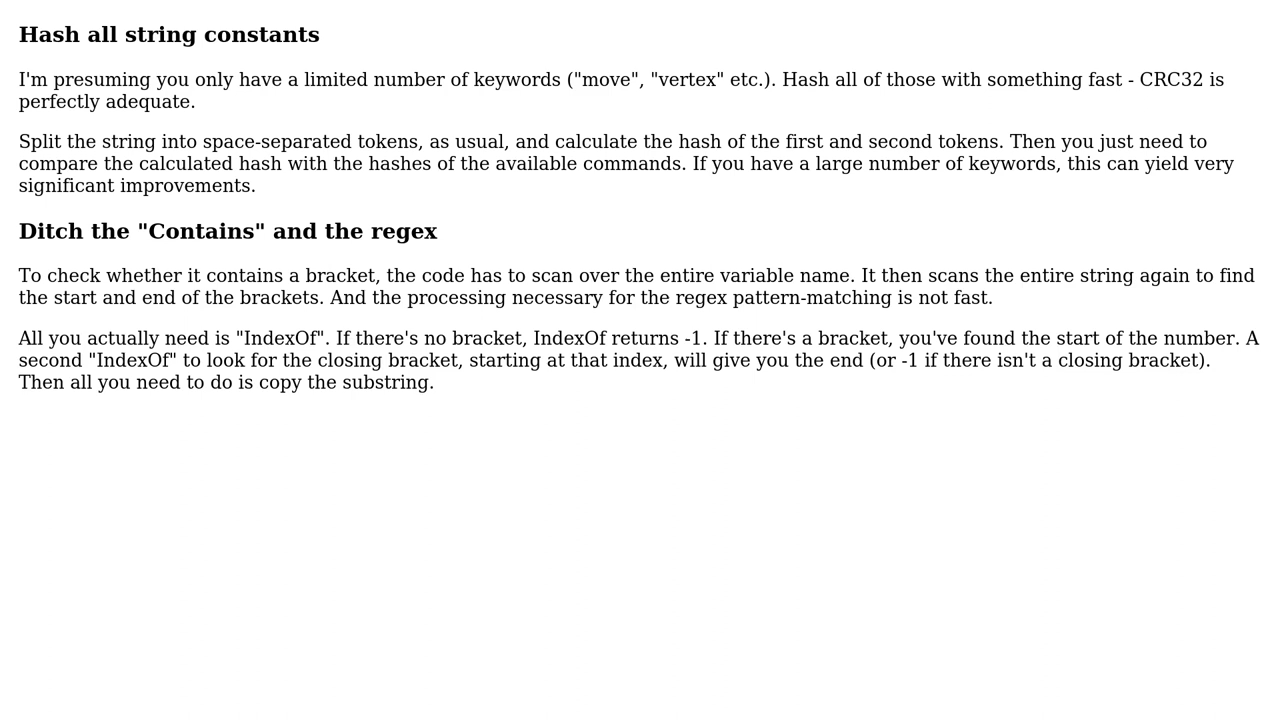 Hash all string constants
I'm presuming you only have a limited number of keywords ("move", "vertex" etc.). Hash all of those with something fast - CRC32 is
perfectly adequate.
Split the string into space-separated tokens, as usual, and calculate the hash of the first and second tokens. Then you just need to
compare the calculated hash with the hashes of the available commands. If you have a large number of keywords, this can yield very
significant improvements.
Ditch the "Contains" and the regex
To check whether it contains a bracket, the code has to scan over the entire variable name. It then scans the entire string again to find
the start and end of the brackets. And the processing necessary for the regex pattern-matching is not fast.
All you actually need is "IndexOf". If there's no bracket, IndexOf returns -1. If there's a bracket, you've found the start of the number. A
second "IndexOf" to look for the closing bracket, starting at that index, will give you the end (or -1 if there isn't a closing bracket).
Then all you need to do is copy the substring.